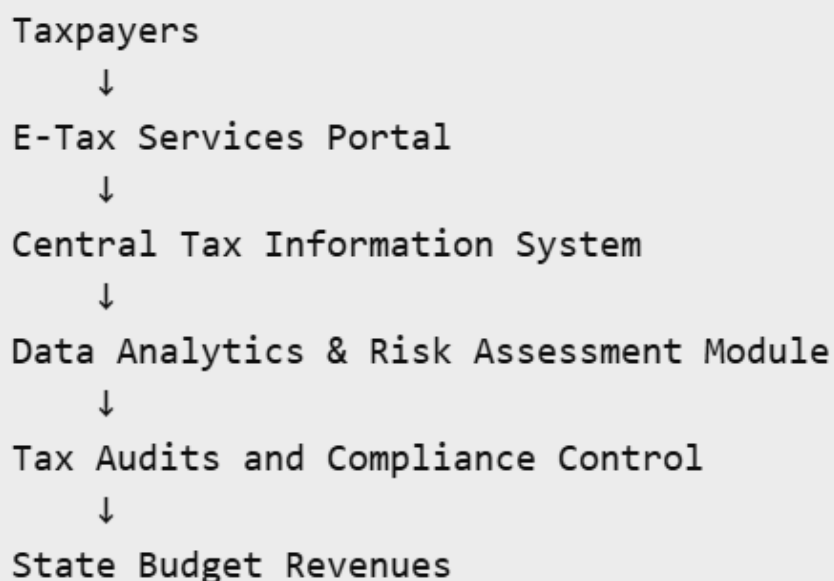 Taxpayers
↓
E-Tax Services Portal
↓
Central Tax Information System
↓
Data Analytics & Risk Assessment Module
↓
Tax Audits and Compliance Control
↓
State Budget Revenues